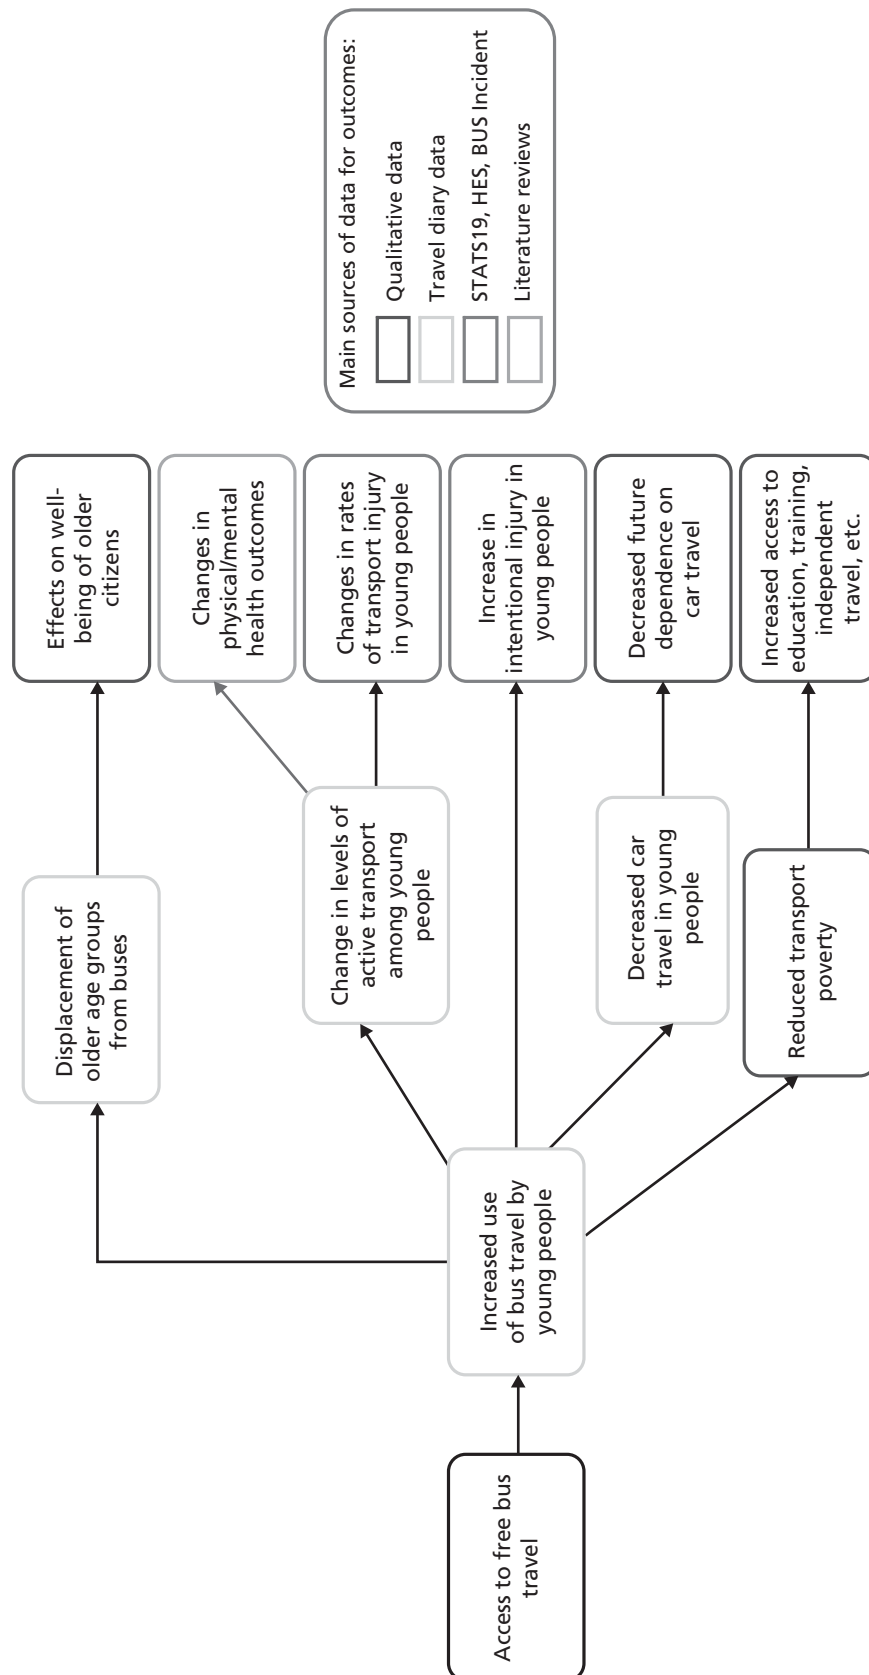 Access to free bus
travel
Increased use
of bus travel by
young people
Displacement of
older age groups
from buses
Change in levels of
active transport
among young
people
Decreased car
travel in young
people
Reduced transport
poverty
Effects on well-
being of older
citizens
Changes in
physical/mental
health outcomes
Changes in rates
of transport injury
in young people
Increase in
intentional injury in
young people
Decreased future
dependence on
car travel
Increased access to
education, training,
independent
travel, etc.
Main sources of data for outcomes:
Qualitative data
Travel diary data
STATS19, HES, BUS Incident
Literature reviews